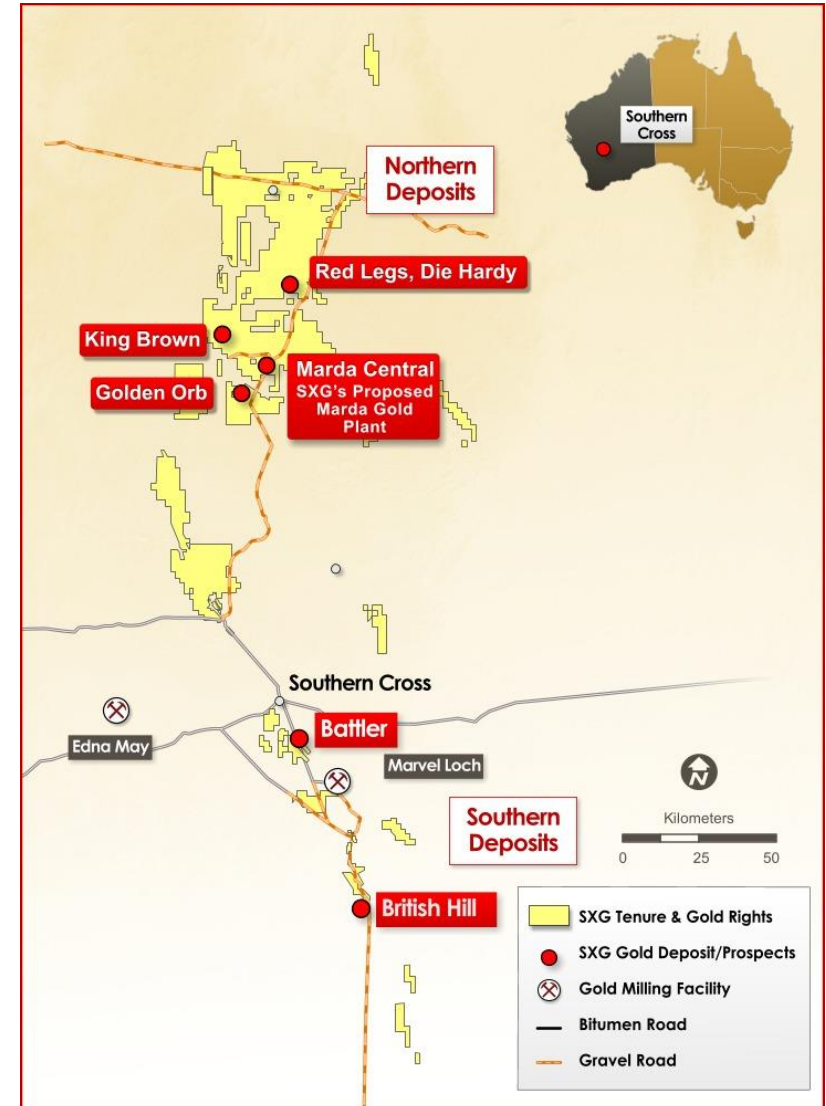 Southern
Cross
Northern
Deposits
Red Legs, Die Hardy
King Brown
Marda Central
SXG's Proposed
Marda Gold
Plant
Golden Orb
Southern Cross
Battler
Edna May
Marvel Loch
N
Southern
Deposits
Kilometers
0 25 50
British Hill
SXG Tenure & Gold Rights
SXG Gold Deposit/Prospects
Gold Milling Facility
Bitumen Road
Gravel Road